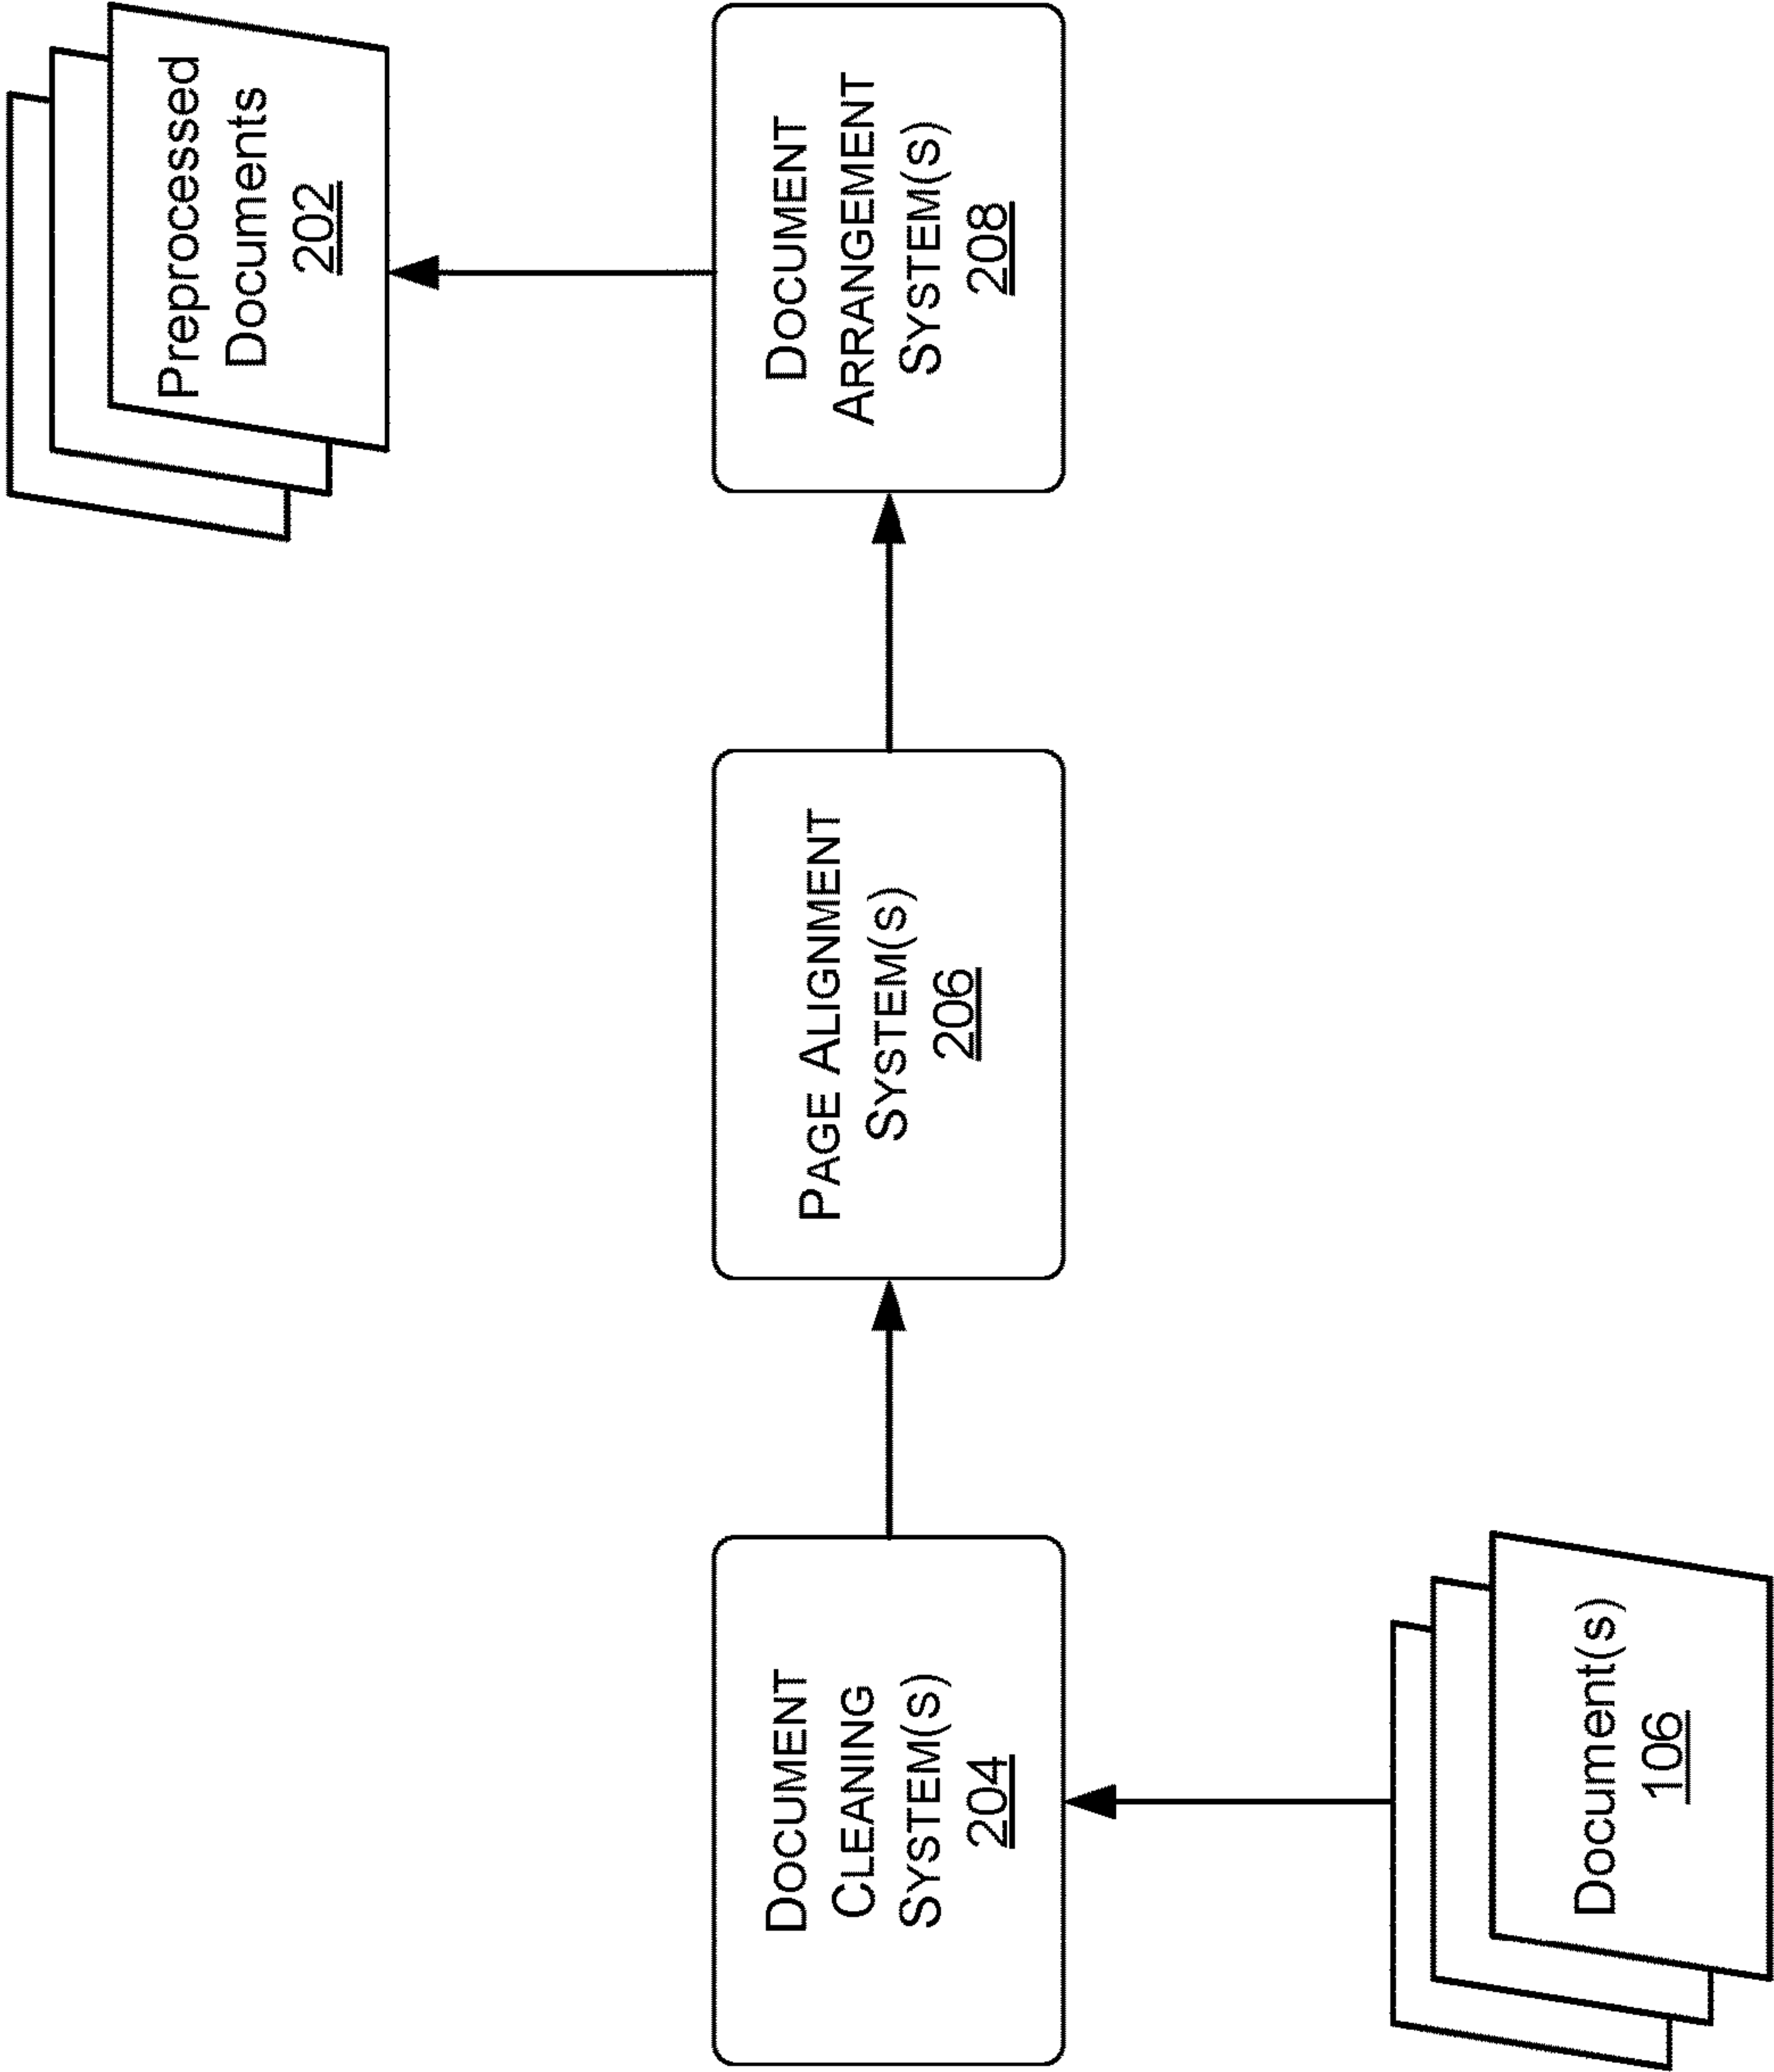 Document(s)
106
DOCUMENT
CLEANING
SYSTEM(S)
204
PAGE ALIGNMENT
SYSTEM(S)
206
DOCUMENT
ARRANGEMENT
SYSTEM(S)
208
Preprocessed
Documents
202